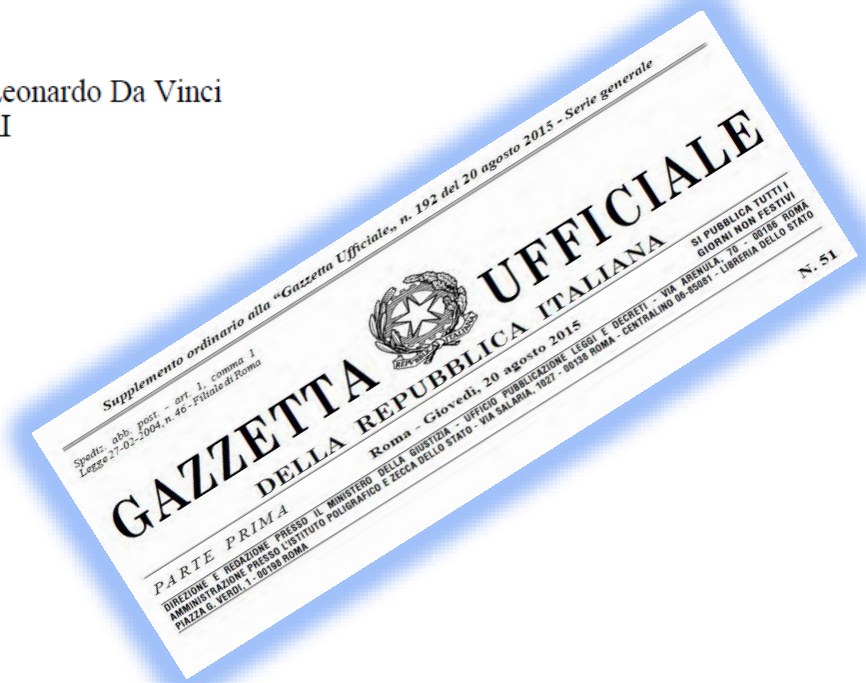 Leonardo Da Vinci
I
Supplemento ordinario alla “Gazzetta Ufficiale„ n. 192 del 20 agosto 2015 - Serie generale
Spediz. abb. post. - art. 1, comma 1
Legge 27-02-2004, n. 46 - Filiale di Roma
GAZZETTA UFFICIALE
DELLA REPUBBLICA ITALIANA
SI PUBBLICA TUTTI I
GIORNI NON FESTIVI
PARTE PRIMA
Roma - Giovedì, 20 agosto 2015
DIREZIONE E REDAZIONE PRESSO IL MINISTERO DELLA GIUSTIZIA - UFFICIO PUBBLICAZIONE LEGGI E DECRETI - VIA ARENULA, 70 - 00186 ROMA
AMMINISTRAZIONE PRESSO L'ISTITUTO POLIGRAFICO E ZECCA DELLO STATO - VIA SALARIA, 1027 - 00138 ROMA - CENTRALINO 06-85081 - LIBRERIA DELLO STATO
PIAZZA G. VERDI, 1 - 00198 ROMA
N. 51